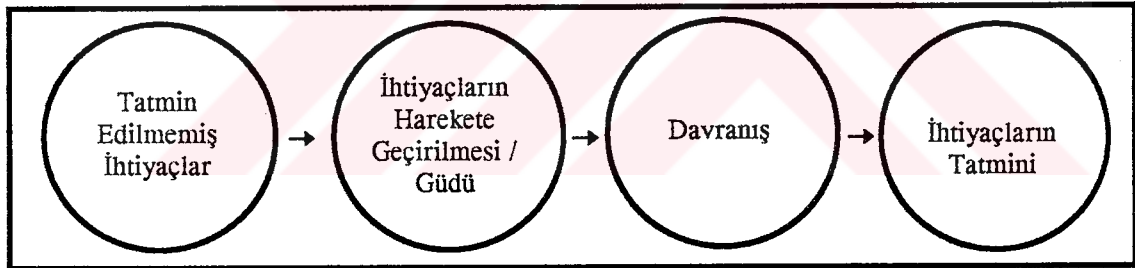 Tatmin
Edilmemiş
İhtiyaçlar
→
İhtiyaçların
Harekete
Geçirilmesi /
Güdü
→
Davranış
→
İhtiyaçların
Tatmini